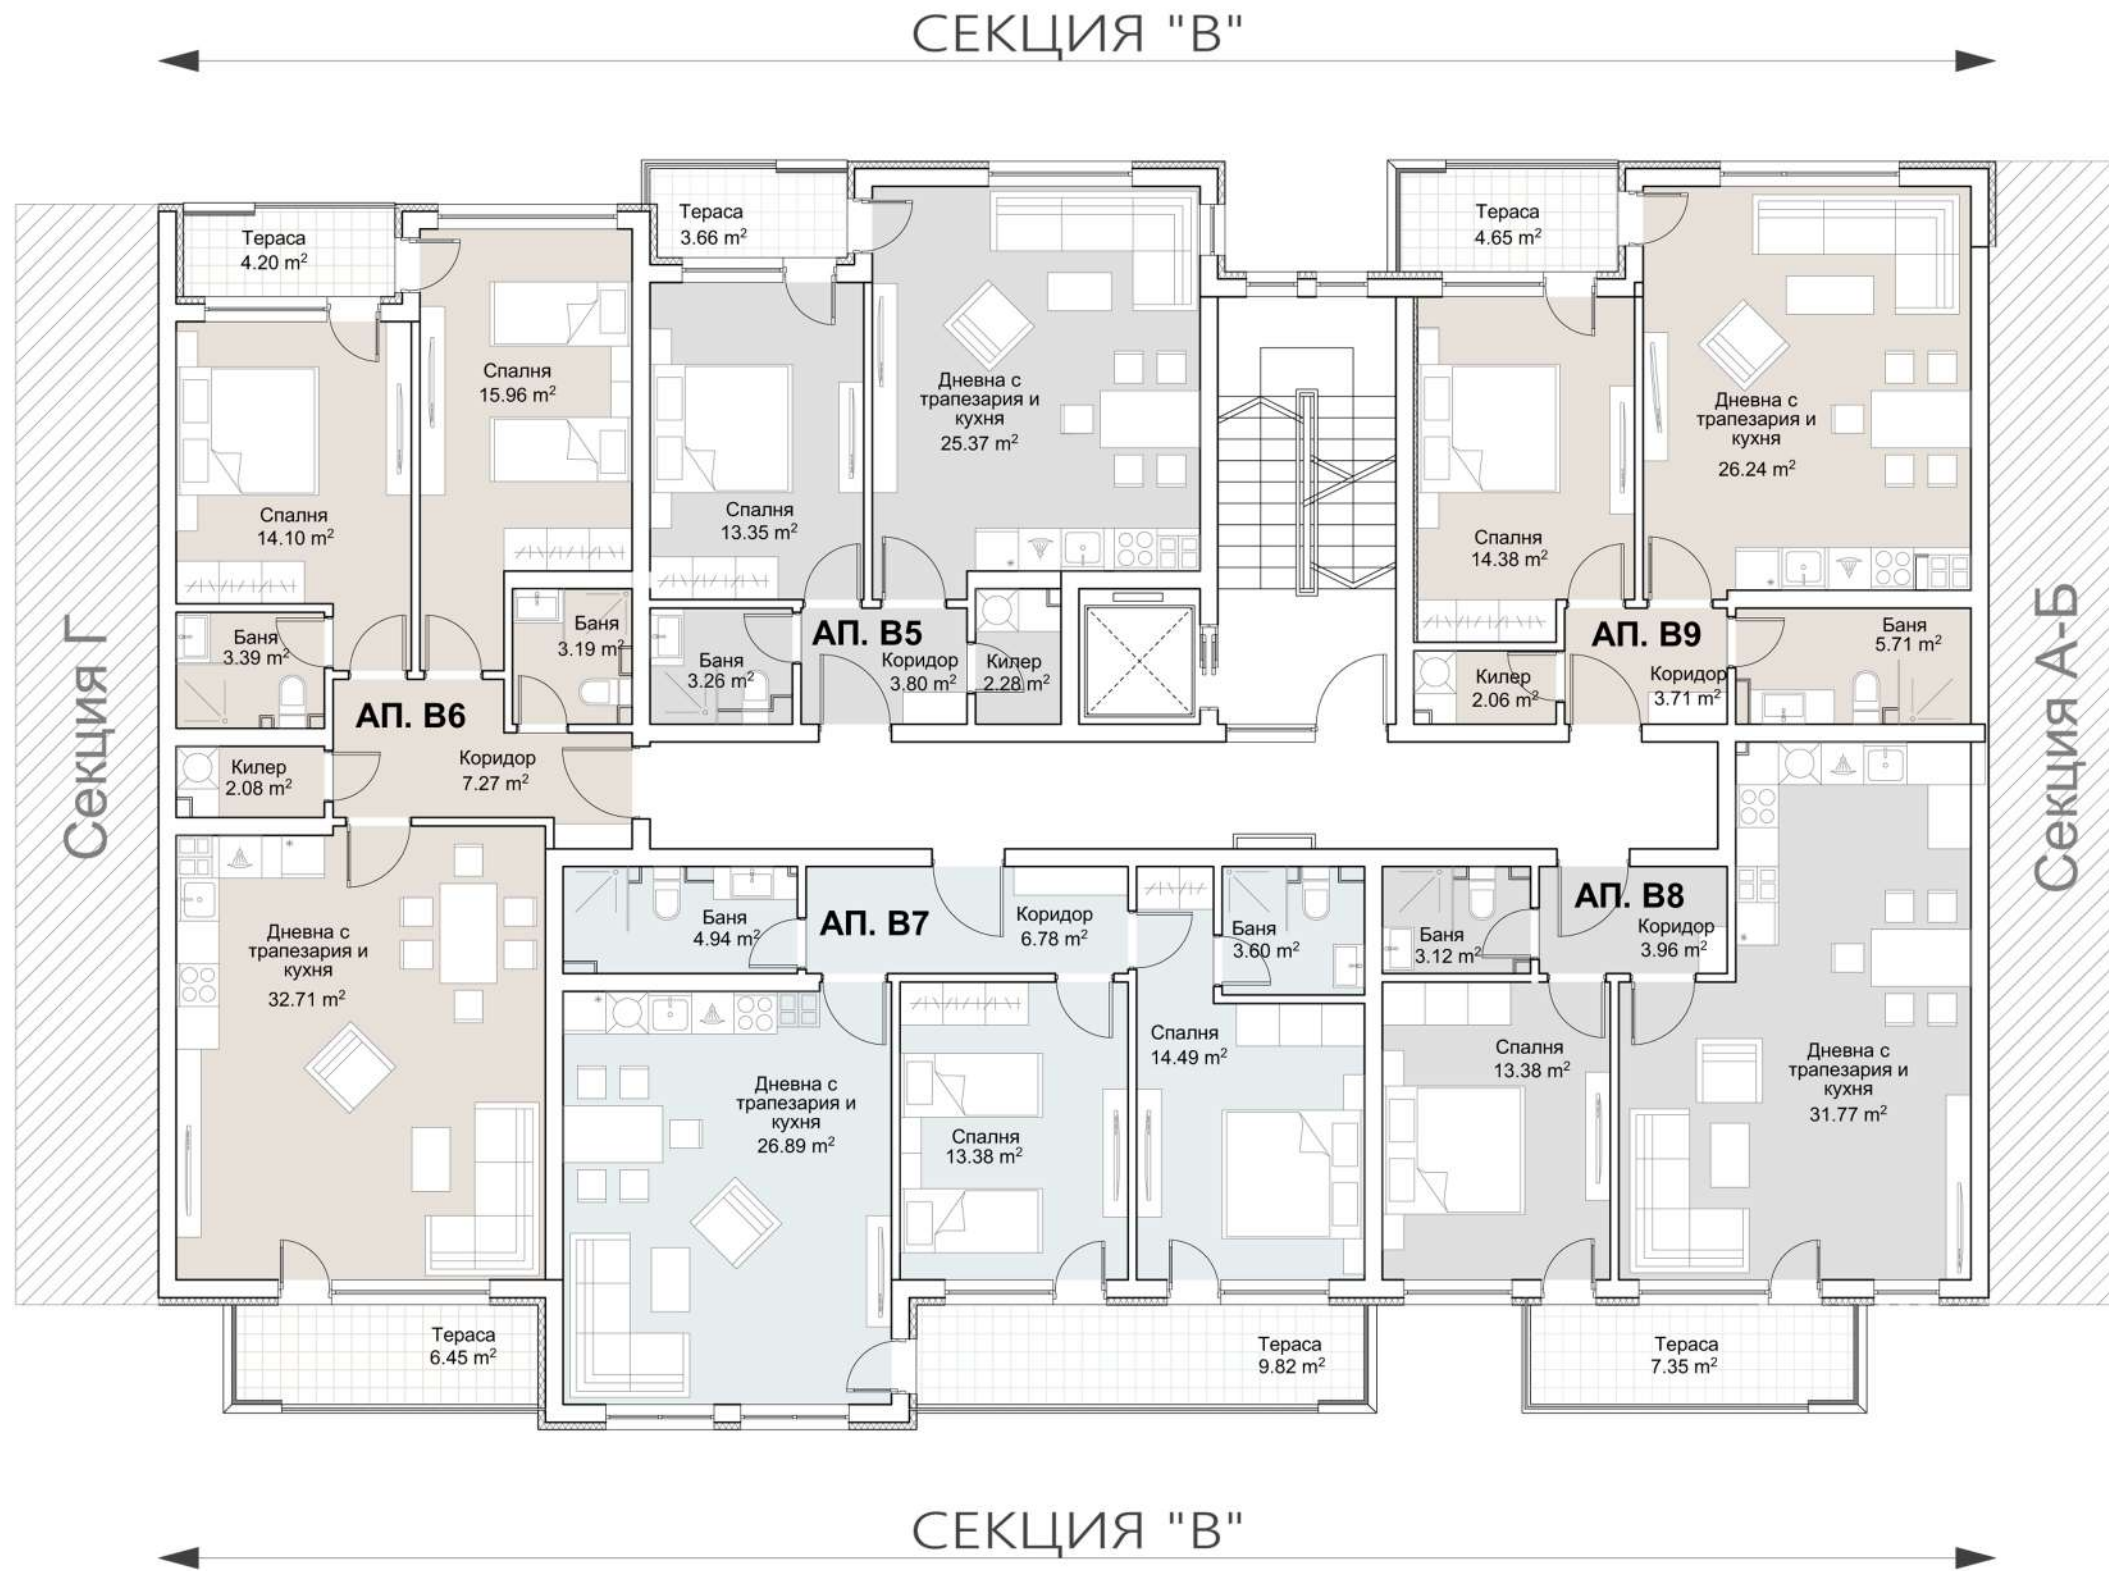 СЕКЦИЯ "В"
Тераса
4.20 m²
Спалня
15.96 m²
Спалня
14.10 m²
Баня
3.39 m²
Баня
3.19 m²
АП. В6
Коридор
7.27 m²
Килер
2.08 m²
Дневна с
трапезария и
кухня
32.71 m²
Тераса
6.45 m²
Тераса
3.66 m²
Дневна с
трапезария и
кухня
25.37 m²
Спалня
13.35 m²
АП. В5
Баня
3.26 m²
Коридор
3.80 m²
Килер
2.28 m²
Тераса
4.65 m²
Дневна с
трапезария и
кухня
26.24 m²
Спалня
14.38 m²
АП. В9
Баня
5.71 m²
Килер
2.06 m²
Коридор
3.71 m²
Баня
4.94 m²
АП. В7
Коридор
6.78 m²
Баня
3.60 m²
Спалня
14.49 m²
Дневна с
трапезария и
кухня
26.89 m²
Спалня
13.38 m²
Тераса
9.82 m²
АП. В8
Баня
3.12 m²
Коридор
3.96 m²
Спалня
13.38 m²
Дневна с
трапезария и
кухня
31.77 m²
Тераса
7.35 m²
Секция Г
Секция А-Б
СЕКЦИЯ "В"